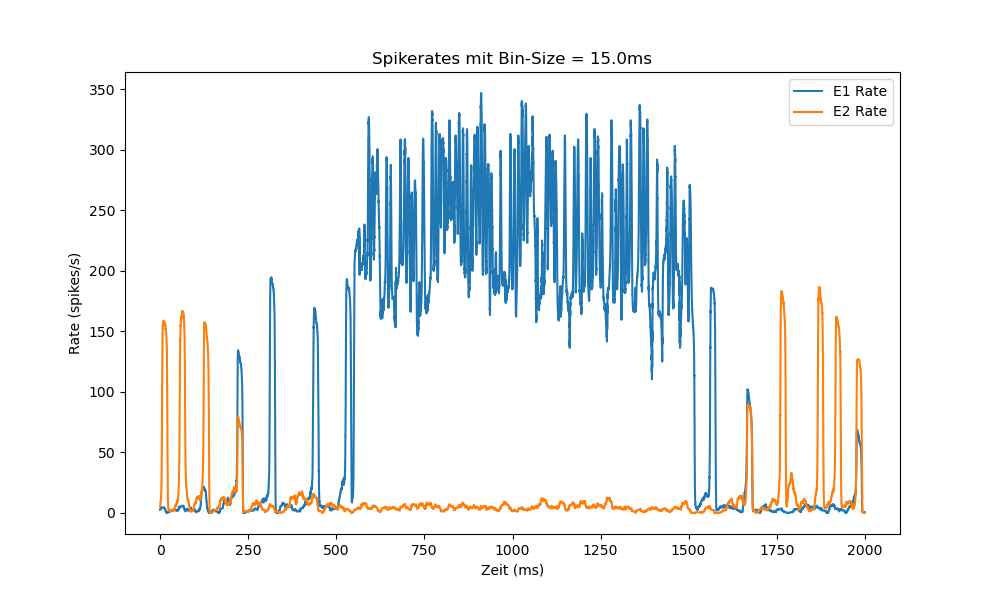 Spikerates mit Bin-Size = 15.0ms
E1 Rate
E2 Rate
350
300
250
200
150
100
50
0
Rate (spikes/s)
0 250 500 750 1000 1250 1500 1750 2000
Zeit (ms)